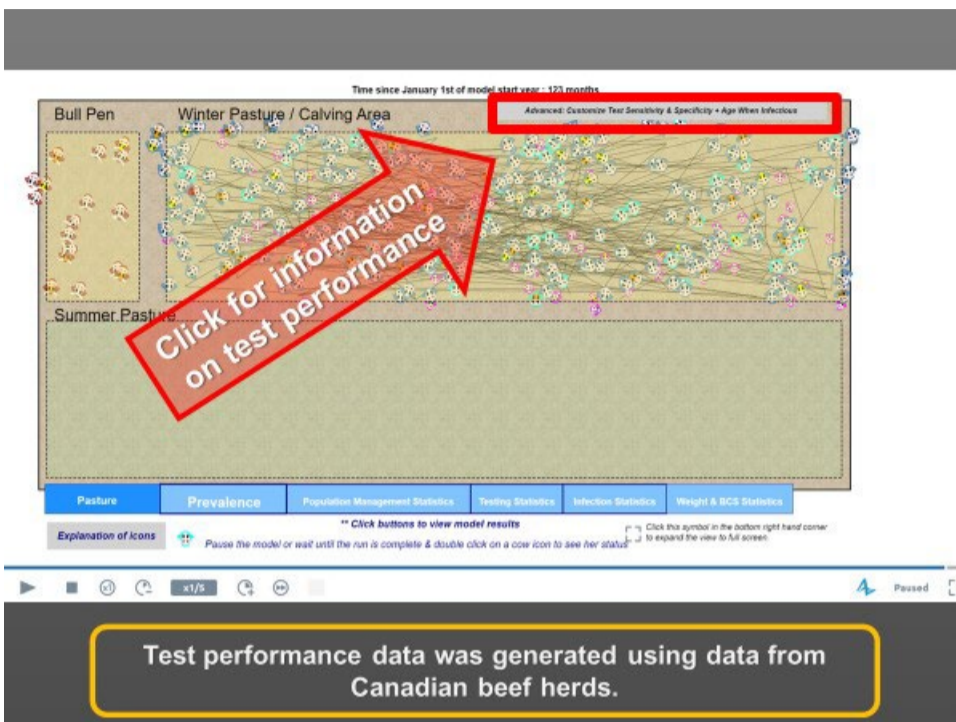 Time since January 1st of model start year : 123 months
Bull Pen
Winter Pasture / Calving Area
Advanced: Customize Test Sensitivity & Specificity + Age When Infectious
Click for information
on test performance
Summer Pasture
Pasture
Prevalence
Population Management Statistics
Testing Statistics
Infection Statistics
Weight & BCS Statistics
Explanation of icons
** Click buttons to view model results
Pause the model or wait until the run is complete & double click on a cow icon to see her status
Click this symbol in the bottom right hand corner
to expand the view to full screen.
x1
x1/5
Paused
Test performance data was generated using data from
Canadian beef herds.